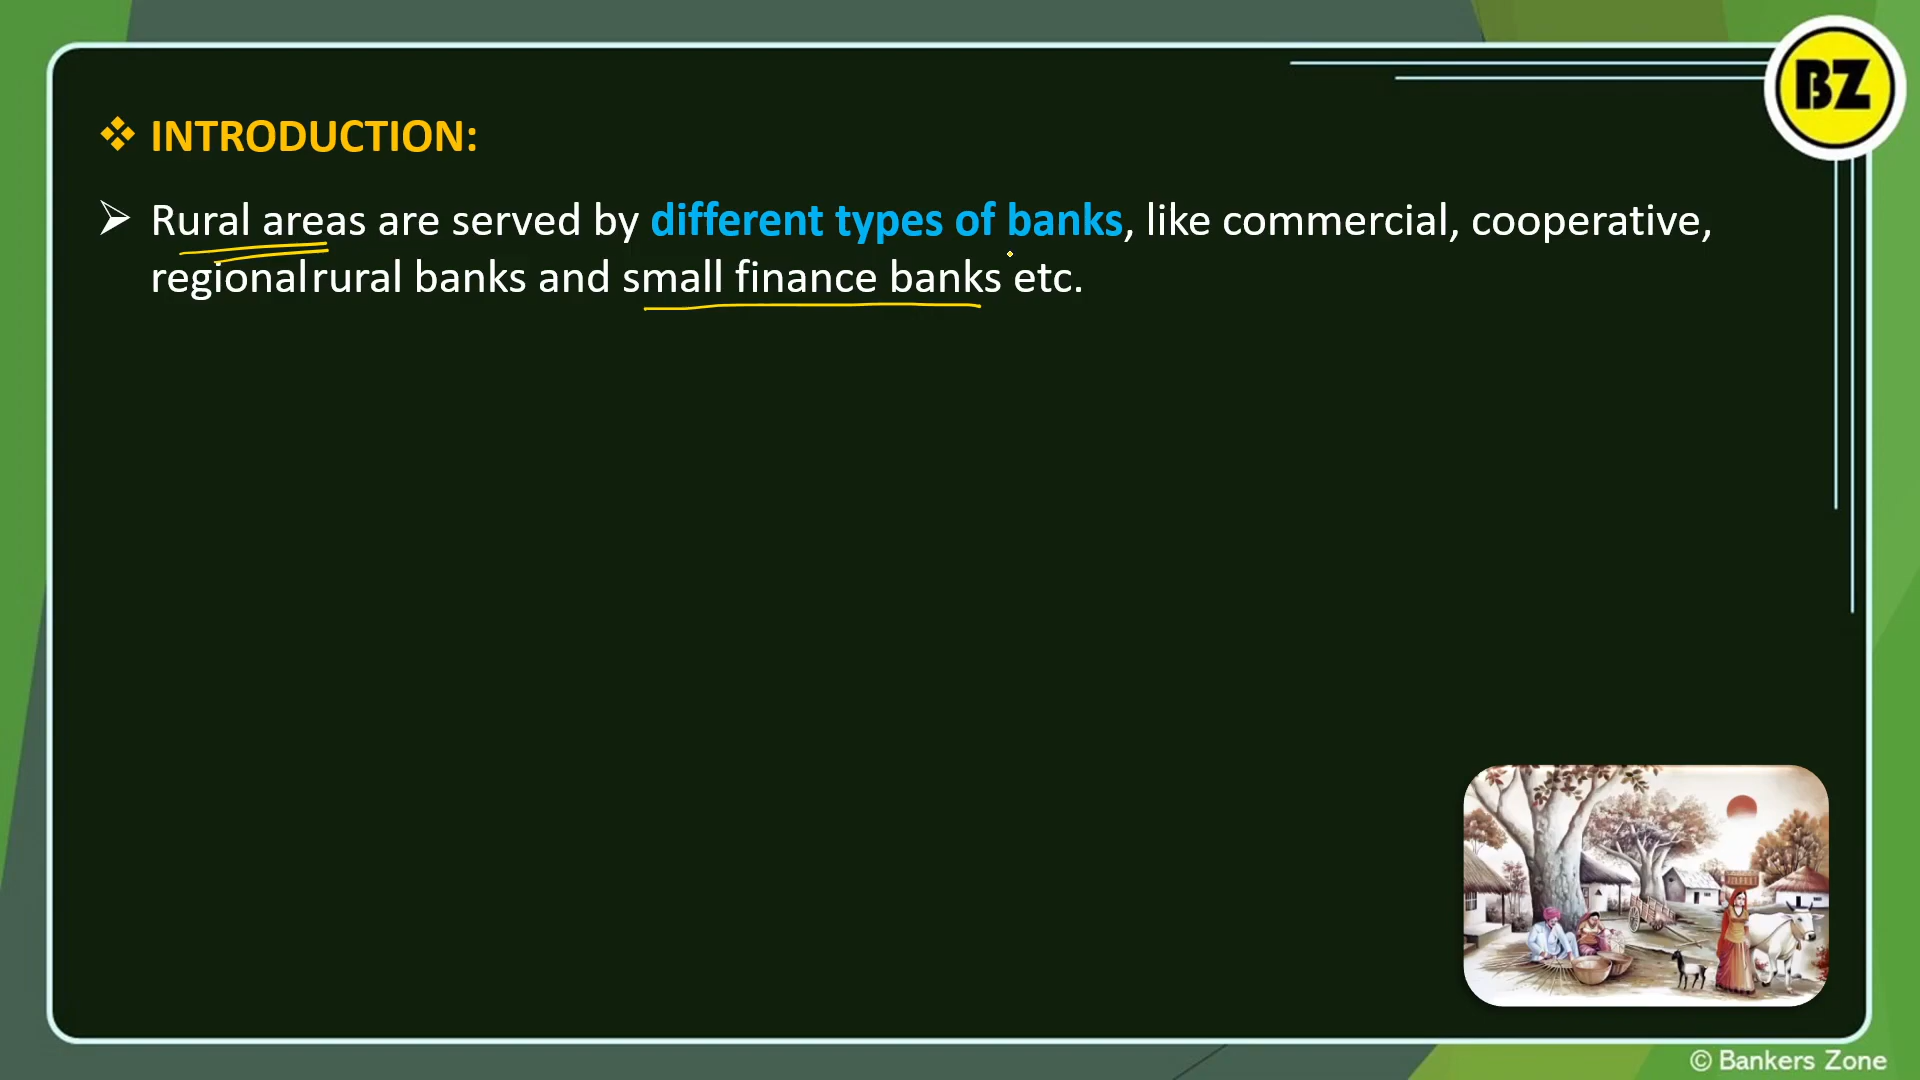 BZ
❖ INTRODUCTION:
➢ Rural areas are served by different types of banks, like commercial, cooperative,
regional rural banks and small finance banks etc.
© Bankers Zone